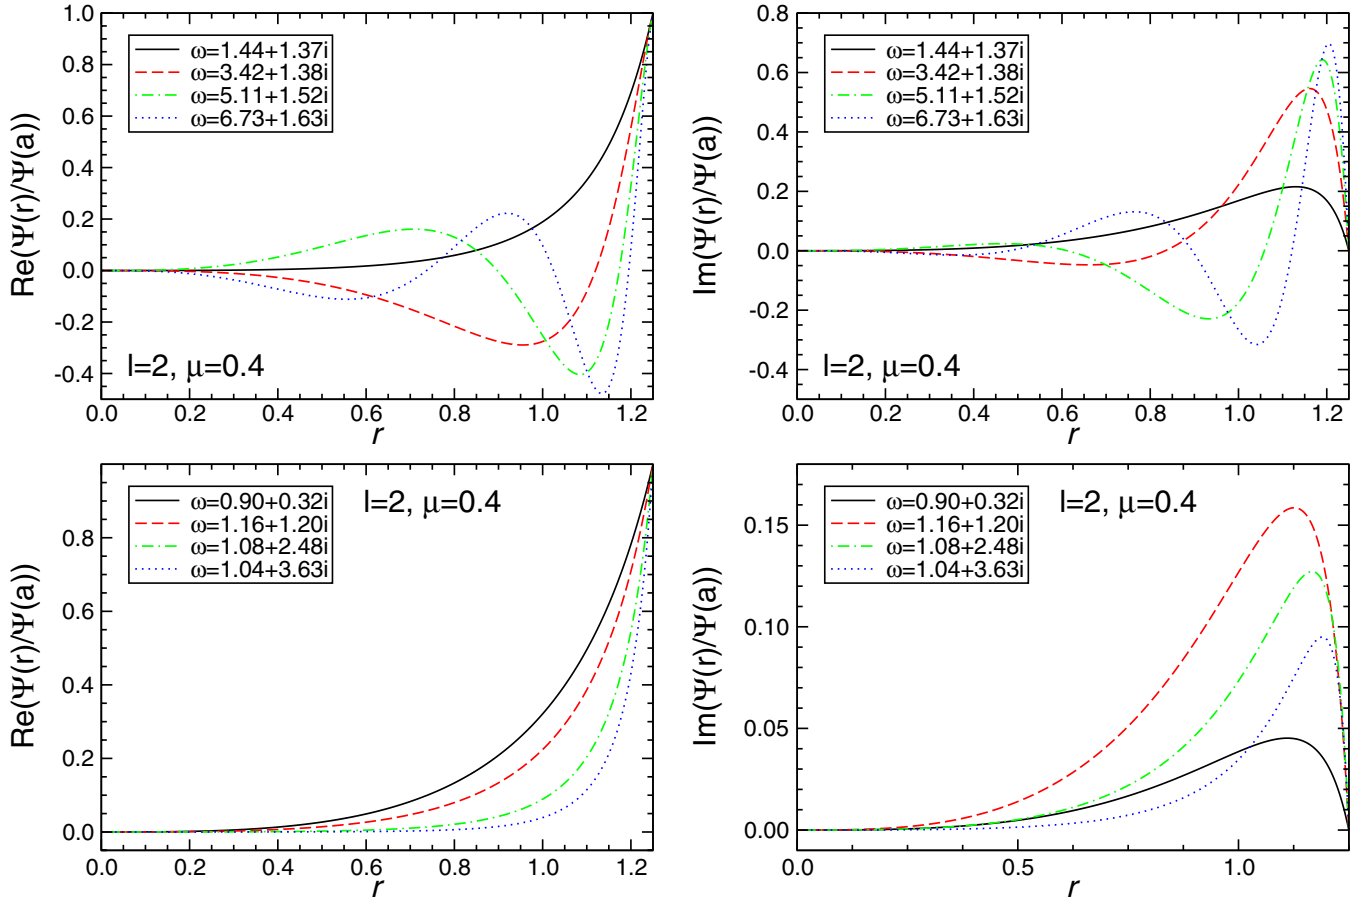 Re(Ψ(r)/Ψ(a))
1.0
0.8
0.6
0.4
0.2
0.0
-0.2
-0.4
ω=1.44+1.37i
ω=3.42+1.38i
ω=5.11+1.52i
ω=6.73+1.63i
l=2, μ=0.4
0.0 0.2 0.4 0.6 0.8 1.0 1.2
r
Im(Ψ(r)/Ψ(a))
0.8
0.6
0.4
0.2
0.0
-0.2
-0.4
ω=1.44+1.37i
ω=3.42+1.38i
ω=5.11+1.52i
ω=6.73+1.63i
l=2, μ=0.4
0.0 0.2 0.4 0.6 0.8 1.0 1.2
r
Re(Ψ(r)/Ψ(a))
0.8
0.6
0.4
0.2
0.0
ω=0.90+0.32i
ω=1.16+1.20i
ω=1.08+2.48i
ω=1.04+3.63i
l=2, μ=0.4
0.0 0.2 0.4 0.6 0.8 1.0 1.2
r
Im(Ψ(r)/Ψ(a))
0.15
0.10
0.05
0.00
ω=0.90+0.32i
ω=1.16+1.20i
ω=1.08+2.48i
ω=1.04+3.63i
l=2, μ=0.4
0.0 0.5 1.0
r